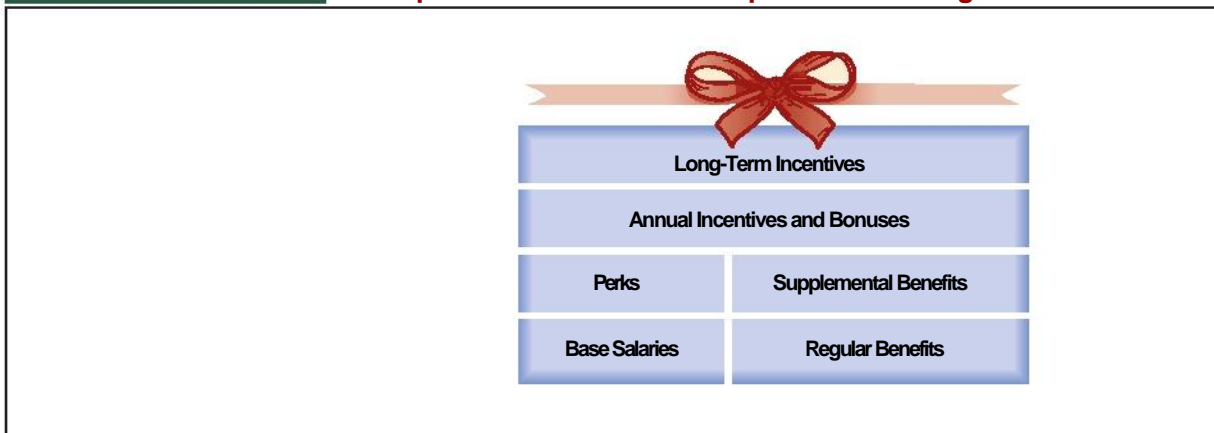 Long-Term Incentives
Annual Incentives and Bonuses
Perks Supplemental Benefits
Base Salaries Regular Benefits